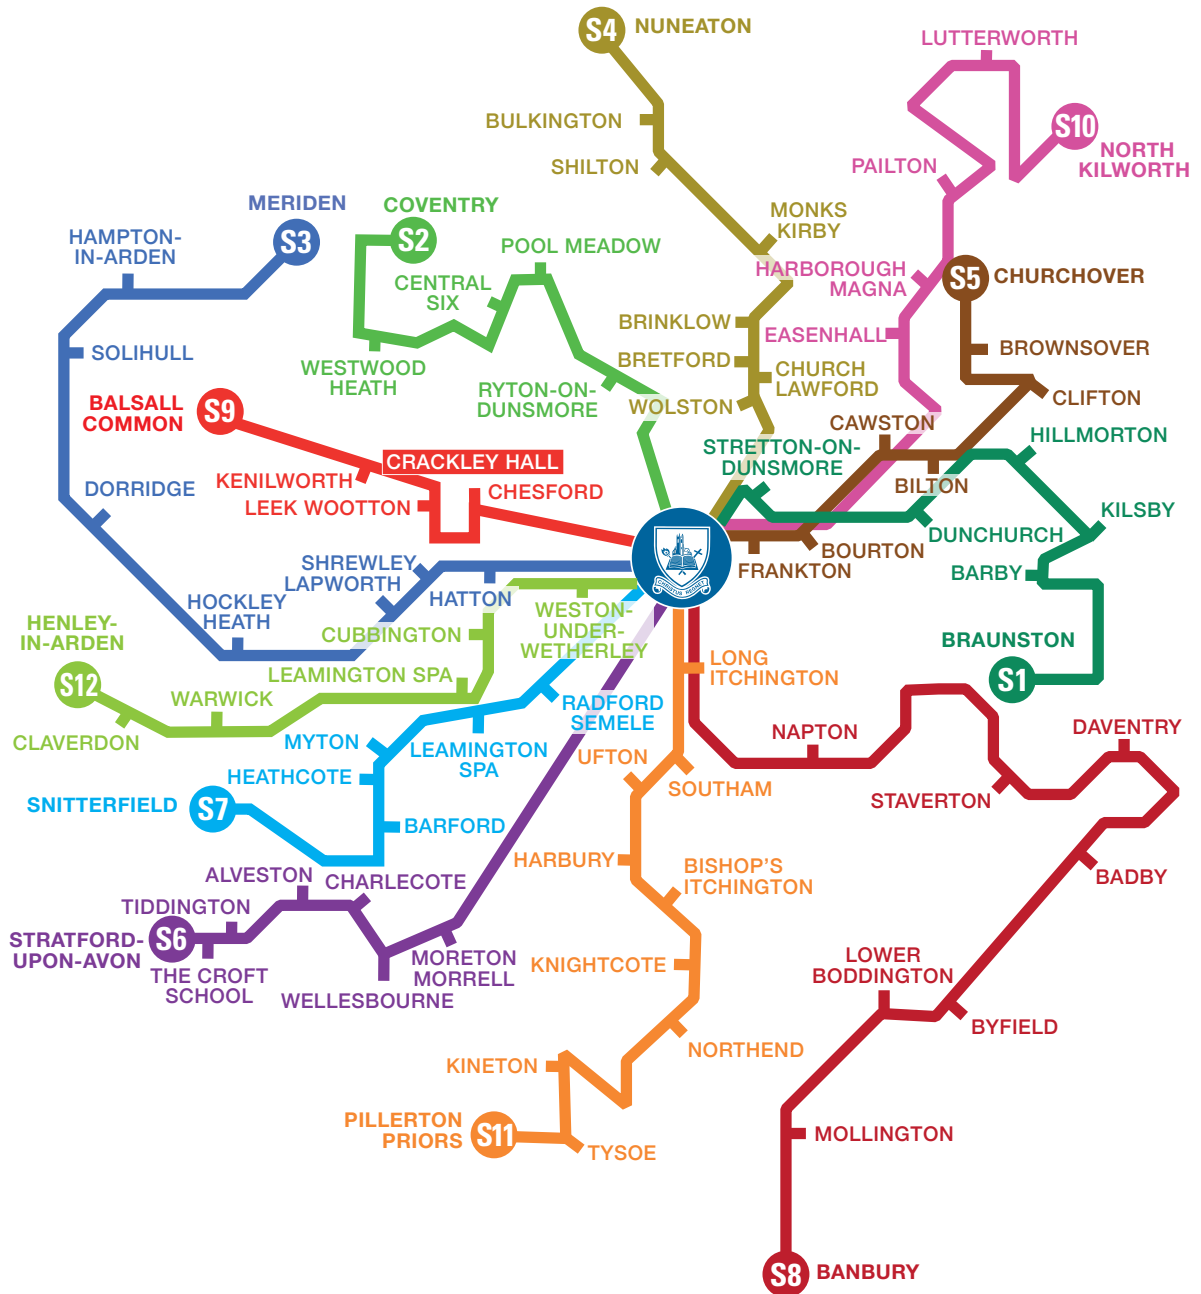 S4
NUNEATON
BULKINGTON
SHILTON
MONKS
KIRBY
BRINKLOW
BRETFORD
CHURCH
LAWFORD
WOLSTON
LUTTERWORTH
S10
NORTH
KILWORTH
PAILTON
HARBOROUGH
MAGNA
EASENHALL
S5
CHURCHOVER
BROWNSOVER
CLIFTON
CAWSTON
BILTON
BOURTON
FRANKTON
MERIDEN
S3
HAMPTON-
IN-ARDEN
SOLIHULL
DORRIDGE
HOCKLEY
HEATH
LAPWORTH
SHREWLEY
HATTON
COVENTRY
S2
WESTWOOD
HEATH
CENTRAL
SIX
POOL MEADOW
RYTON-ON-
DUNSMORE
BALSALL
COMMON
S9
KENILWORTH
CRACKLEY HALL
LEEK WOOTTON
CHESFORD
STRETTON-ON-
DUNSMORE
DUNCHURCH
HILLMORTON
KILSBY
BARBY
BRAUNSTON
S1
HENLEY-
IN-ARDEN
S12
CLAVERDON
WARWICK
LEAMINGTON SPA
CUBBINGTON
WESTON-
UNDER-
WETHERLEY
SNITTERFIELD
S7
BARFORD
HEATHCOTE
MYTON
LEAMINGTON
SPA
RADFORD
SEMELE
STRATFORD-
UPON-AVON
S6
THE CROFT
SCHOOL
TIDDINGTON
ALVESTON
CHARLECOTE
WELLESBOURNE
MORETON
MORRELL
LONG
ITCHINGTON
NAPTON
STAVERTON
DAVENTRY
BADBY
BYFIELD
LOWER
BODDINGTON
MOLLINGTON
S8
BANBURY
SOUTHAM
UFTON
HARBURY
BISHOP'S
ITCHINGTON
KNIGHTCOTE
NORTHEND
KINETON
TYSOE
PILLERTON
PRIORS
S11